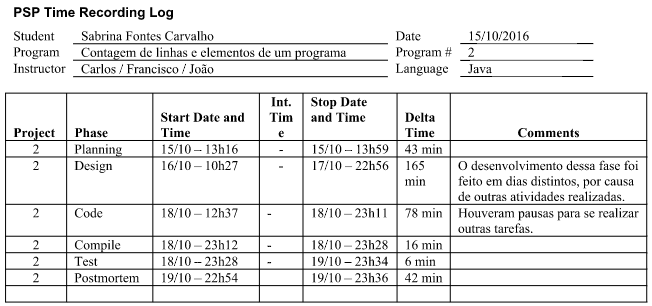 PSP Time Recording Log
Student Sabrina Fontes Carvalho Date 15/10/2016
Program Contagem de linhas e elementos de um programa Program # 2
Instructor Carlos / Francisco / João Language Java
Project Phase Start Date and Time Int. Tim e Stop Date and Time Delta Time Comments
2 Planning 15/10 – 13h16 - 15/10 – 13h59 43 min
2 Design 16/10 – 10h27 - 17/10 – 22h56 165 min O desenvolvimento dessa fase foi feito em dias distintos, por causa de outras atividades realizadas.
2 Code 18/10 – 12h37 - 18/10 – 23h11 78 min Houveram pausas para se realizar outras tarefas.
2 Compile 18/10 – 23h12 - 18/10 – 23h28 16 min
2 Test 18/10 – 23h28 - 19/10 – 23h34 6 min
2 Postmortem 19/10 – 22h54 19/10 – 23h36 42 min